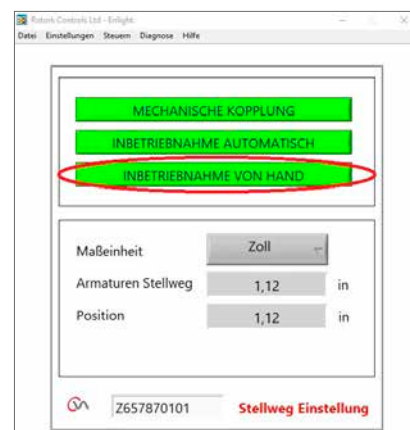 Rotork Controls Ltd - Enlight
Datei Einstellungen Steuern Diagnose Hilfe
MECHANISCHE KOPPLUNG
INBETRIEBNAHME AUTOMATISCH
INBETRIEBNAHME VON HAND
Maßeinheit Zoll
Armaturen Stellweg 1,12 in
Position 1,12 in
Z657870101 Stellweg Einstellung